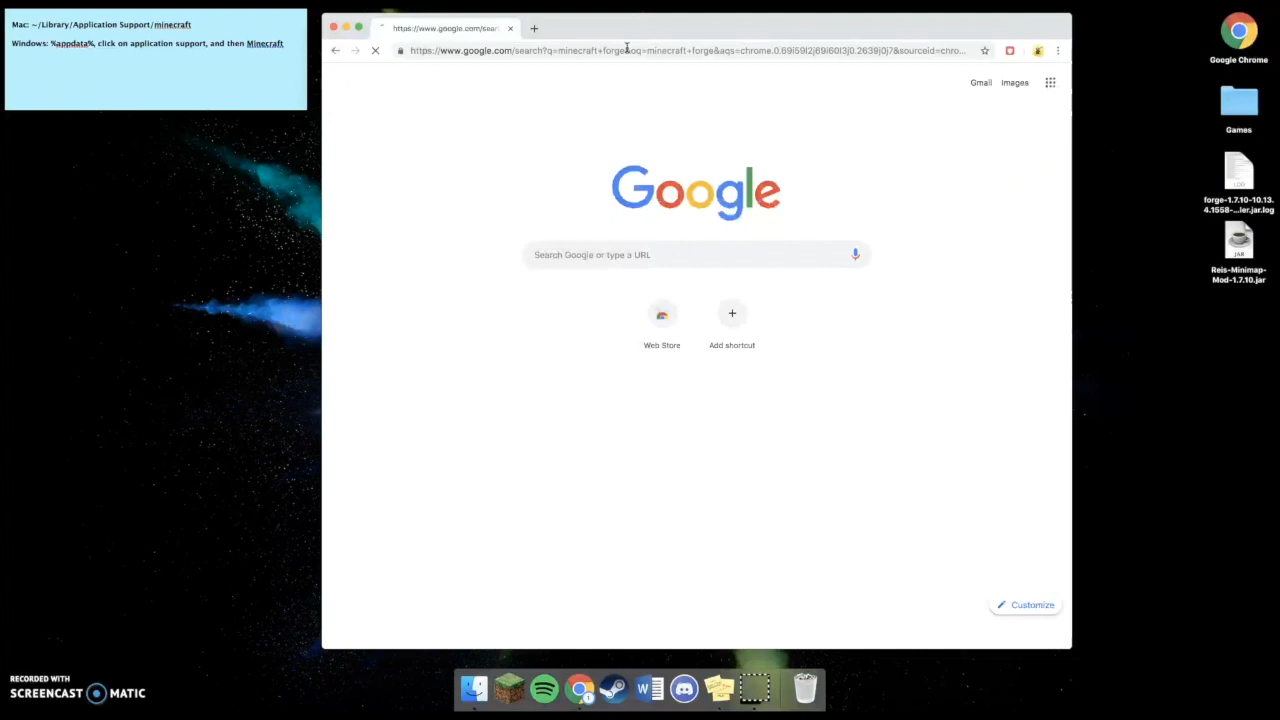 Mac: ~/Library/Application Support/minecraft
Windows: %appdata%, click on application support, and then Minecraft
https://www.google.com/sear
https://www.google.com/search?q=minecraft+forge&oq=minecraft+forge&aqs=chrome.0.69i59l2j69i60l3j0.2639j0j7&sourceid=chro...
Gmail
Images
Google
Search Google or type a URL
Web Store
Add shortcut
Customize
Google Chrome
Games
LOG
forge-1.7.10-10.13.
4.1558-...ler.jar.log
JAR
Reis-Minimap-
Mod-1.7.10.jar
RECORDED WITH
SCREENCAST MATIC